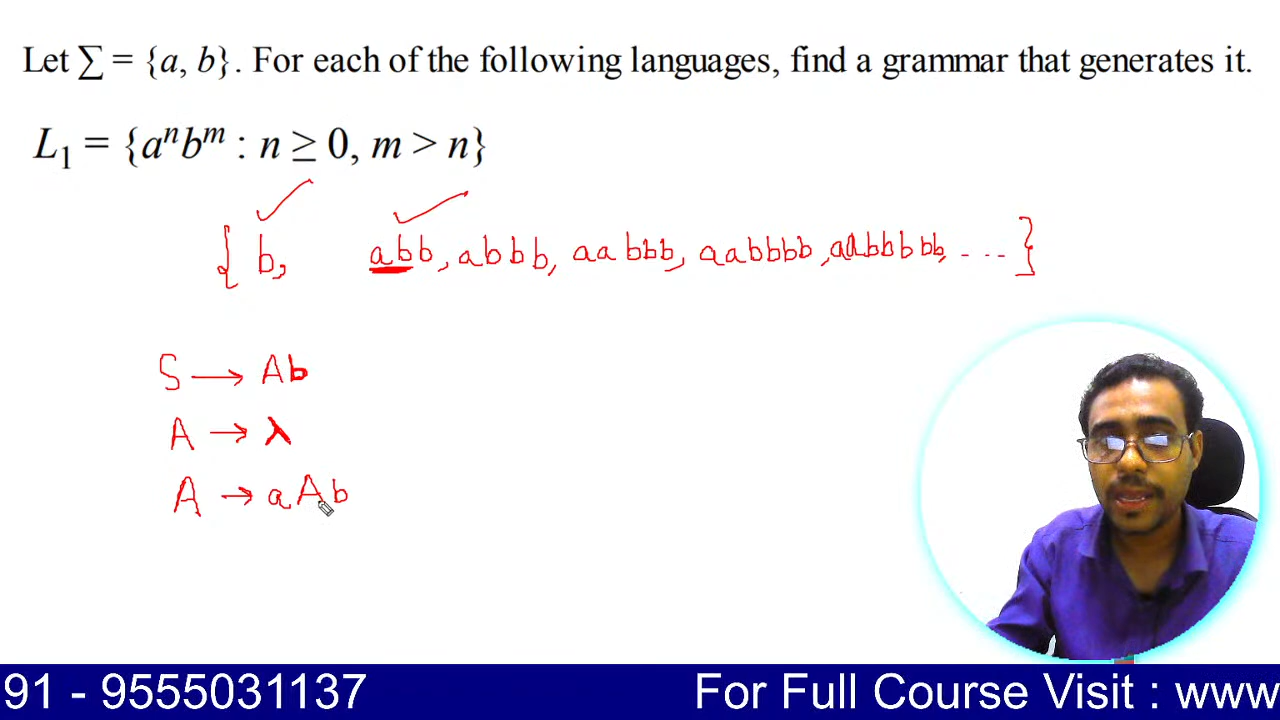 Let ∑ = {a, b}. For each of the following languages, find a grammar that generates it.
L₁ = {aⁿbᵐ : n ≥ 0, m > n}
{ b, abb, abbb, aabbb, aabbbb, aabbbbb, ... }
S → Ab
A → λ
A → aAb
91 - 9555031137 For Full Course Visit : www